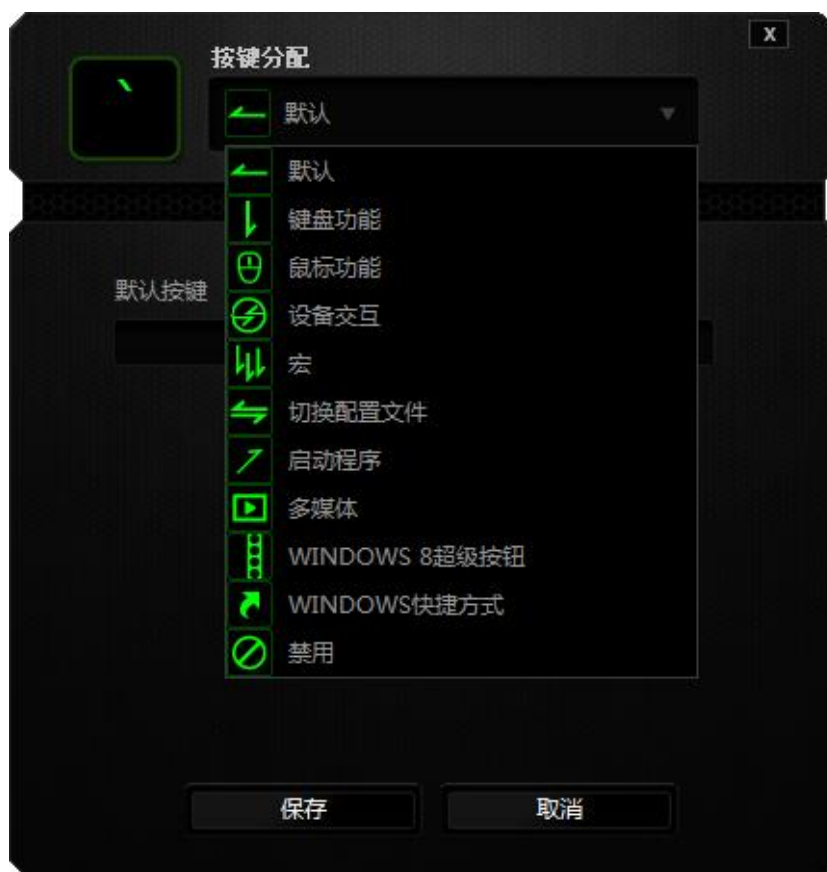 X
按键分配
`
默认
默认
键盘功能
鼠标功能
默认按键
设备交互
宏
切换配置文件
启动程序
多媒体
WINDOWS 8超级按钮
WINDOWS快捷方式
禁用
保存
取消